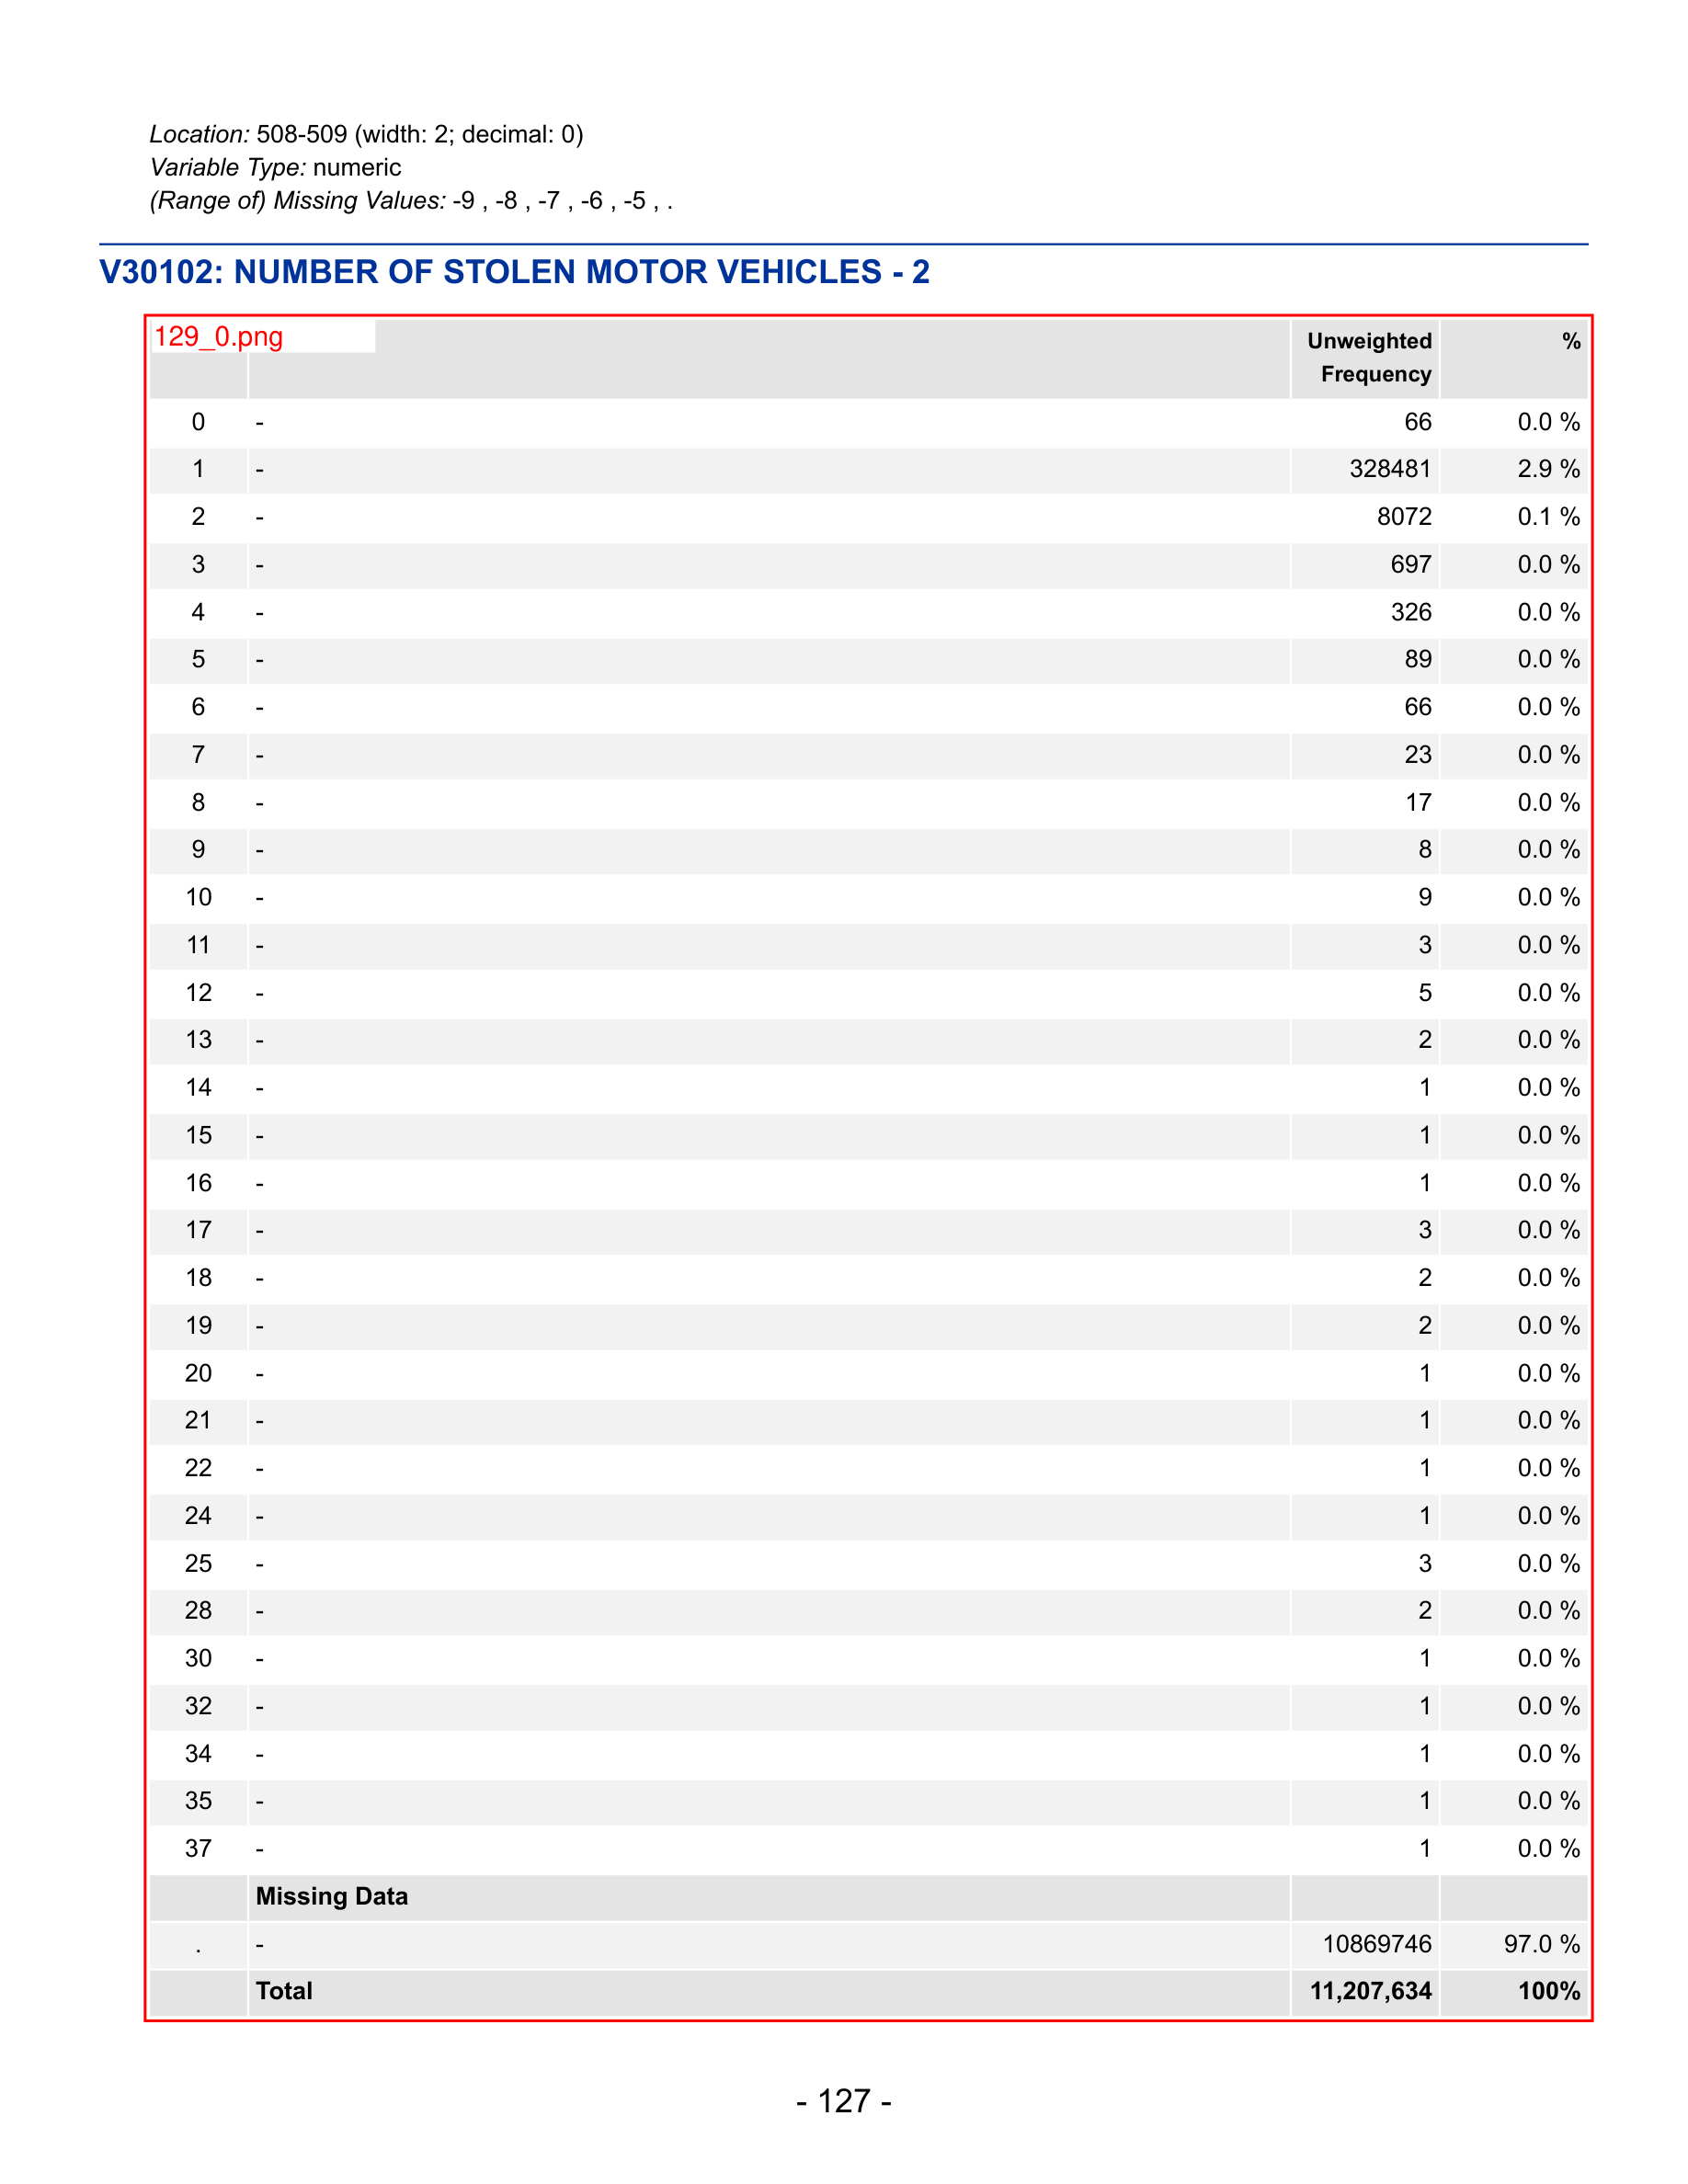 Location: 508-509 (width: 2; decimal: 0)
Variable Type: numeric
(Range of) Missing Values: -9 , -8 , -7 , -6 , -5 , .
V30102: NUMBER OF STOLEN MOTOR VEHICLES - 2
129_0.png
Unweighted Frequency %
0 - 66 0.0 %
1 - 328481 2.9 %
2 - 8072 0.1 %
3 - 697 0.0 %
4 - 326 0.0 %
5 - 89 0.0 %
6 - 66 0.0 %
7 - 23 0.0 %
8 - 17 0.0 %
9 - 8 0.0 %
10 - 9 0.0 %
11 - 3 0.0 %
12 - 5 0.0 %
13 - 2 0.0 %
14 - 1 0.0 %
15 - 1 0.0 %
16 - 1 0.0 %
17 - 3 0.0 %
18 - 2 0.0 %
19 - 2 0.0 %
20 - 1 0.0 %
21 - 1 0.0 %
22 - 1 0.0 %
24 - 1 0.0 %
25 - 3 0.0 %
28 - 2 0.0 %
30 - 1 0.0 %
32 - 1 0.0 %
34 - 1 0.0 %
35 - 1 0.0 %
37 - 1 0.0 %
Missing Data
. - 10869746 97.0 %
Total 11,207,634 100%
- 127 -